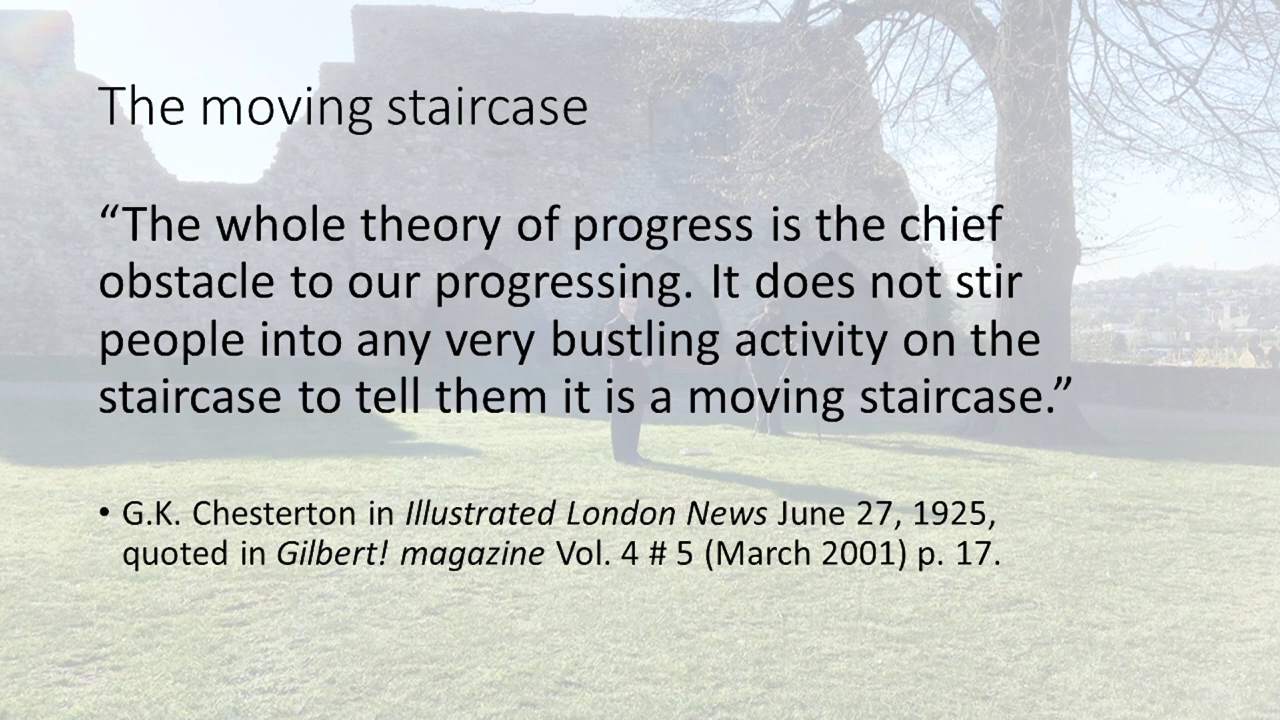 The moving staircase
“The whole theory of progress is the chief
obstacle to our progressing. It does not stir
people into any very bustling activity on the
staircase to tell them it is a moving staircase.”
• G.K. Chesterton in Illustrated London News June 27, 1925,
quoted in Gilbert! magazine Vol. 4 # 5 (March 2001) p. 17.